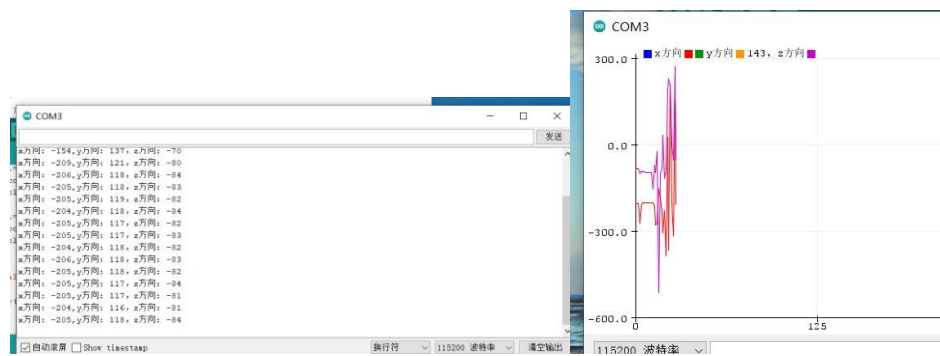 COM3
发送
x方向: -154,y方向: 137, z方向: -70
x方向: -209,y方向: 121, z方向: -80
x方向: -206,y方向: 118, z方向: -84
x方向: -205,y方向: 118, z方向: -83
x方向: -205,y方向: 119, z方向: -82
x方向: -204,y方向: 118, z方向: -84
x方向: -205,y方向: 117, z方向: -82
x方向: -205,y方向: 117, z方向: -83
x方向: -204,y方向: 118, z方向: -82
x方向: -206,y方向: 118, z方向: -83
x方向: -205,y方向: 118, z方向: -82
x方向: -205,y方向: 117, z方向: -84
x方向: -205,y方向: 117, z方向: -81
x方向: -204,y方向: 116, z方向: -81
x方向: -205,y方向: 118, z方向: -84
自动滚屏 Show timestamp 换行符 115200 波特率 清空输出
COM3
x方向 y方向 143, z方向
300.0
0.0
-300.0
-600.0
0 125
115200 波特率